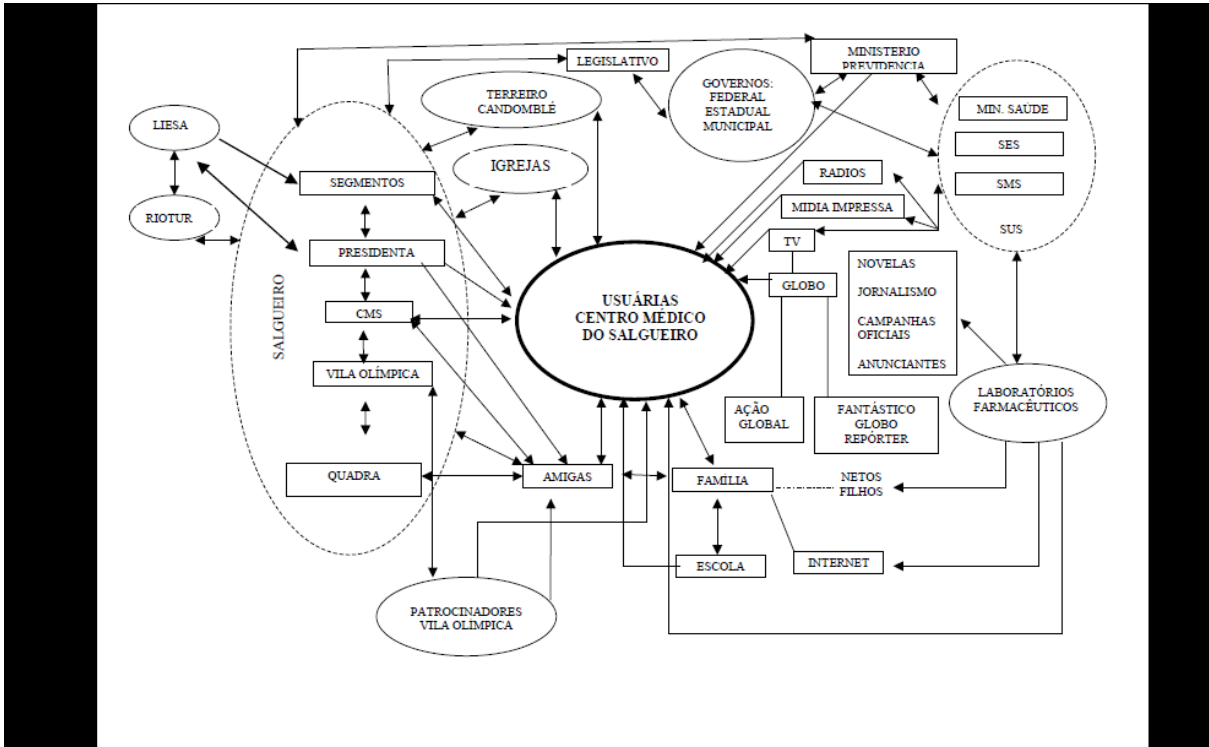 MINISTERIO
PREVIDENCIA
LEGISLATIVO
GOVERNOS:
FEDERAL
ESTADUAL
MUNICIPAL
TERREIRO
CANDOMBLÉ
MIN. SAÚDE
SES
SMS
SUS
LIESA
RIOTUR
IGREJAS
SEGMENTOS
PRESIDENTA
CMS
VILA OLÍMPICA
QUADRA
SALGUEIRO
RADIOS
MIDIA IMPRESSA
TV
GLOBO
NOVELAS
JORNALISMO
CAMPANHAS
OFICIAIS
ANUNCIANTES
USUÁRIAS
CENTRO MÉDICO
DO SALGUEIRO
AÇÃO
GLOBAL
FANTÁSTICO
GLOBO
REPÓRTER
LABORATÓRIOS
FARMACÊUTICOS
AMIGAS
FAMÍLIA
NETOS
FILHOS
ESCOLA
INTERNET
PATROCINADORES
VILA OLÍMPICA